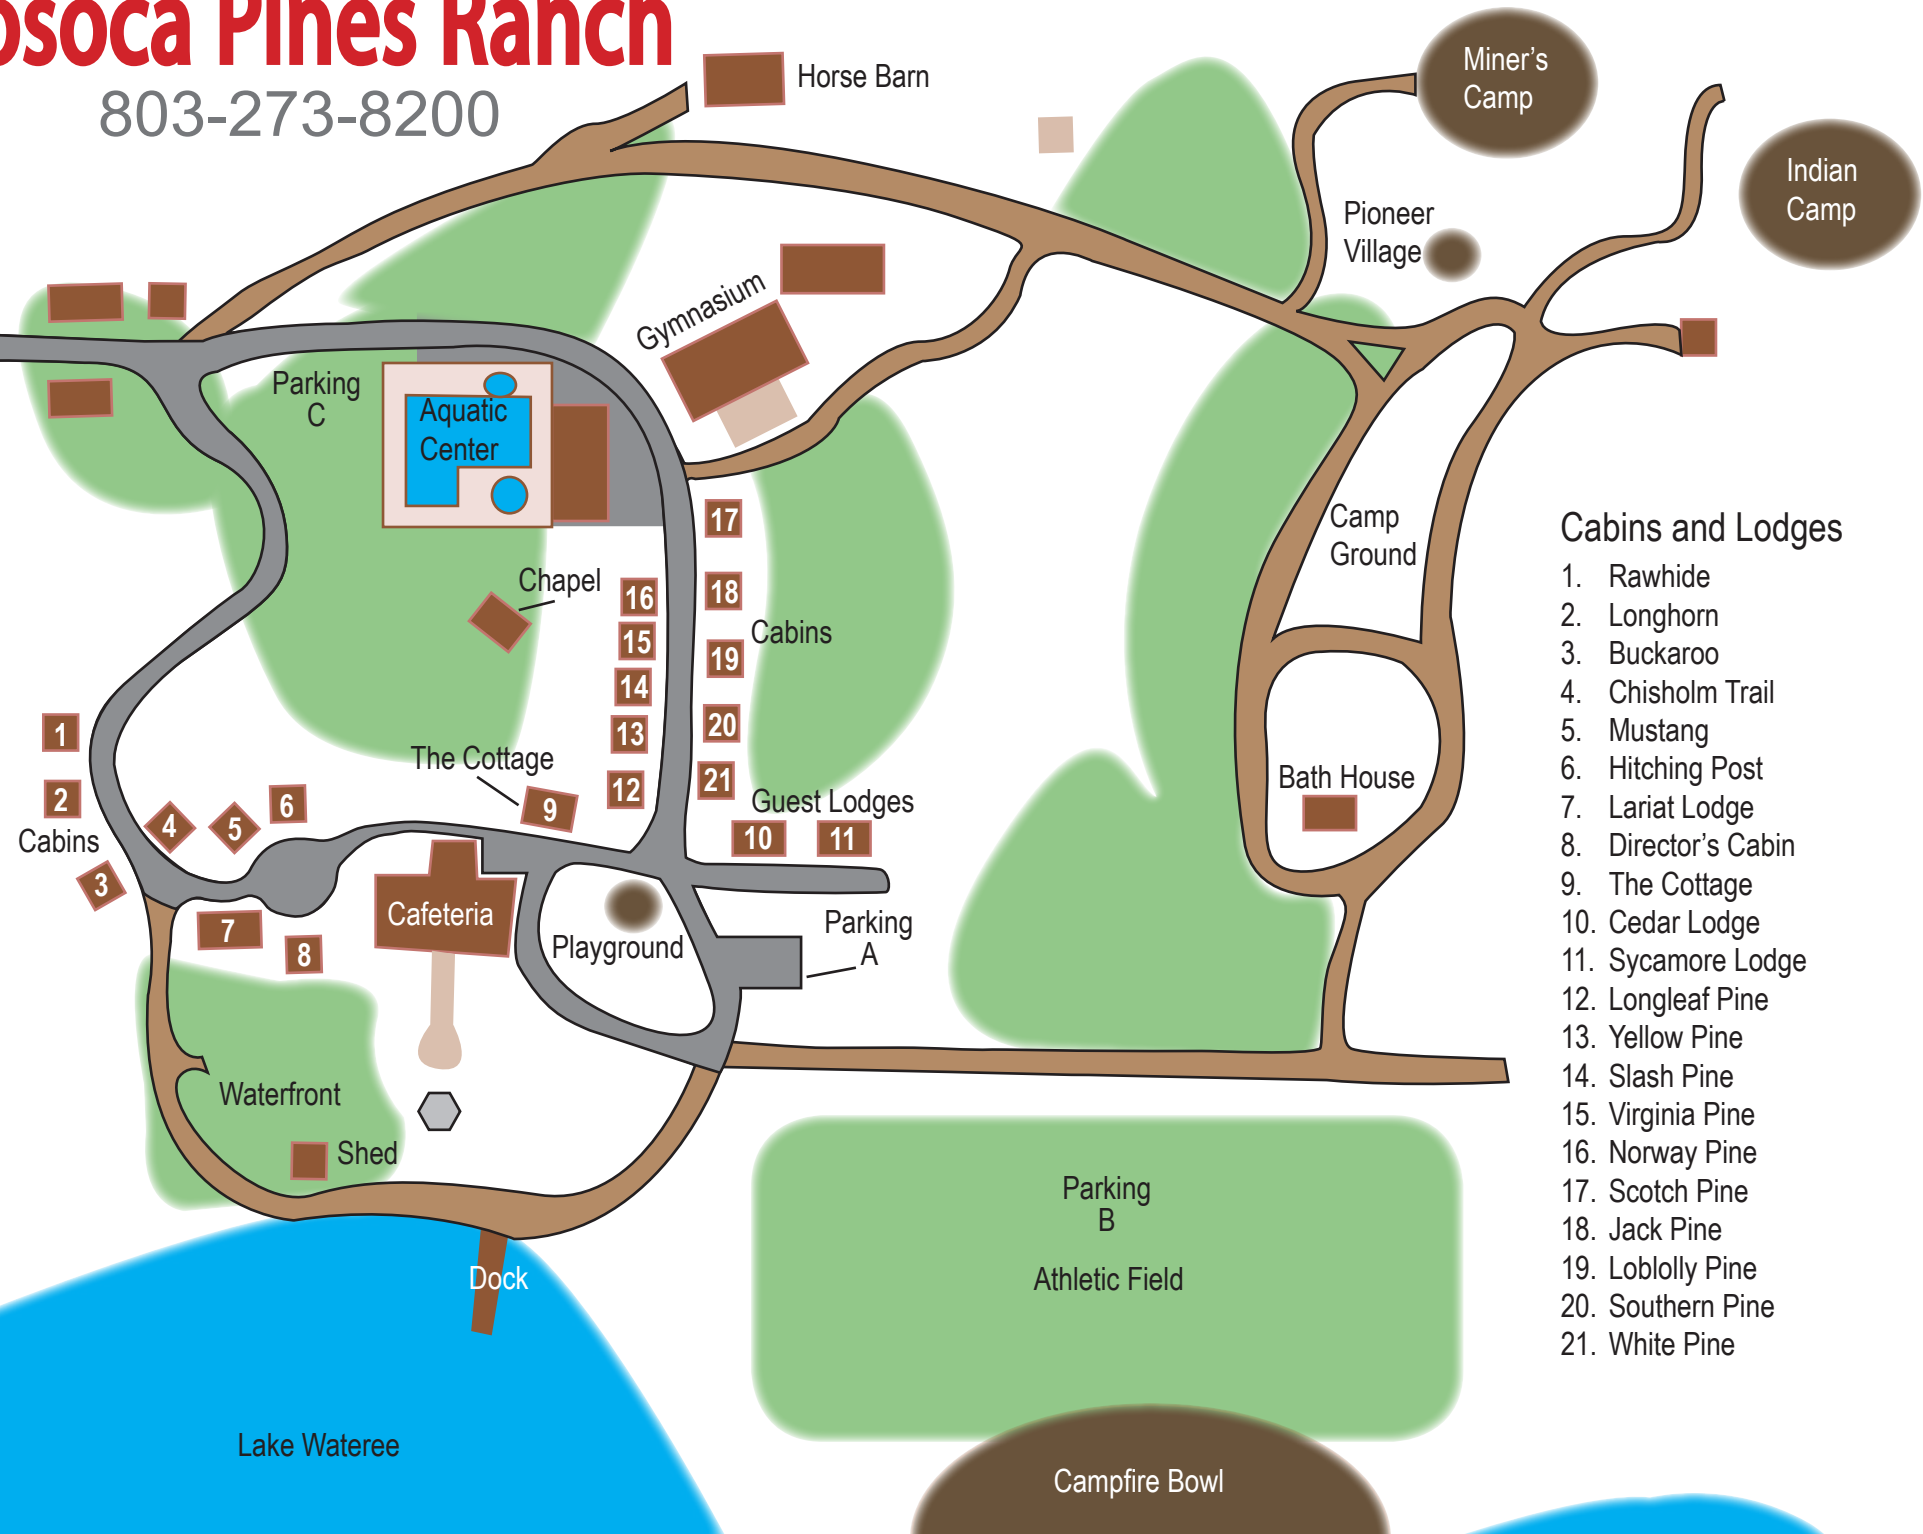 Pines Ranch
803-273-8200
Horse Barn
Miner's
Camp
Indian
Camp
Pioneer
Village
Gymnasium
Parking
C
Aquatic
Center
17
Camp
Ground
Chapel
16
18
15
Cabins
19
14
1
13
20
The Cottage
12
21
Bath House
2
6
9
Guest Lodges
4
5
10
11
Cabins
3
7
Cafeteria
8
Playground
Parking
A
Waterfront
Shed
Parking
B
Athletic Field
Dock
Lake Wateree
Campfire Bowl
Cabins and Lodges
1. Rawhide
2. Longhorn
3. Buckaroo
4. Chisholm Trail
5. Mustang
6. Hitching Post
7. Lariat Lodge
8. Director's Cabin
9. The Cottage
10. Cedar Lodge
11. Sycamore Lodge
12. Longleaf Pine
13. Yellow Pine
14. Slash Pine
15. Virginia Pine
16. Norway Pine
17. Scotch Pine
18. Jack Pine
19. Loblolly Pine
20. Southern Pine
21. White Pine